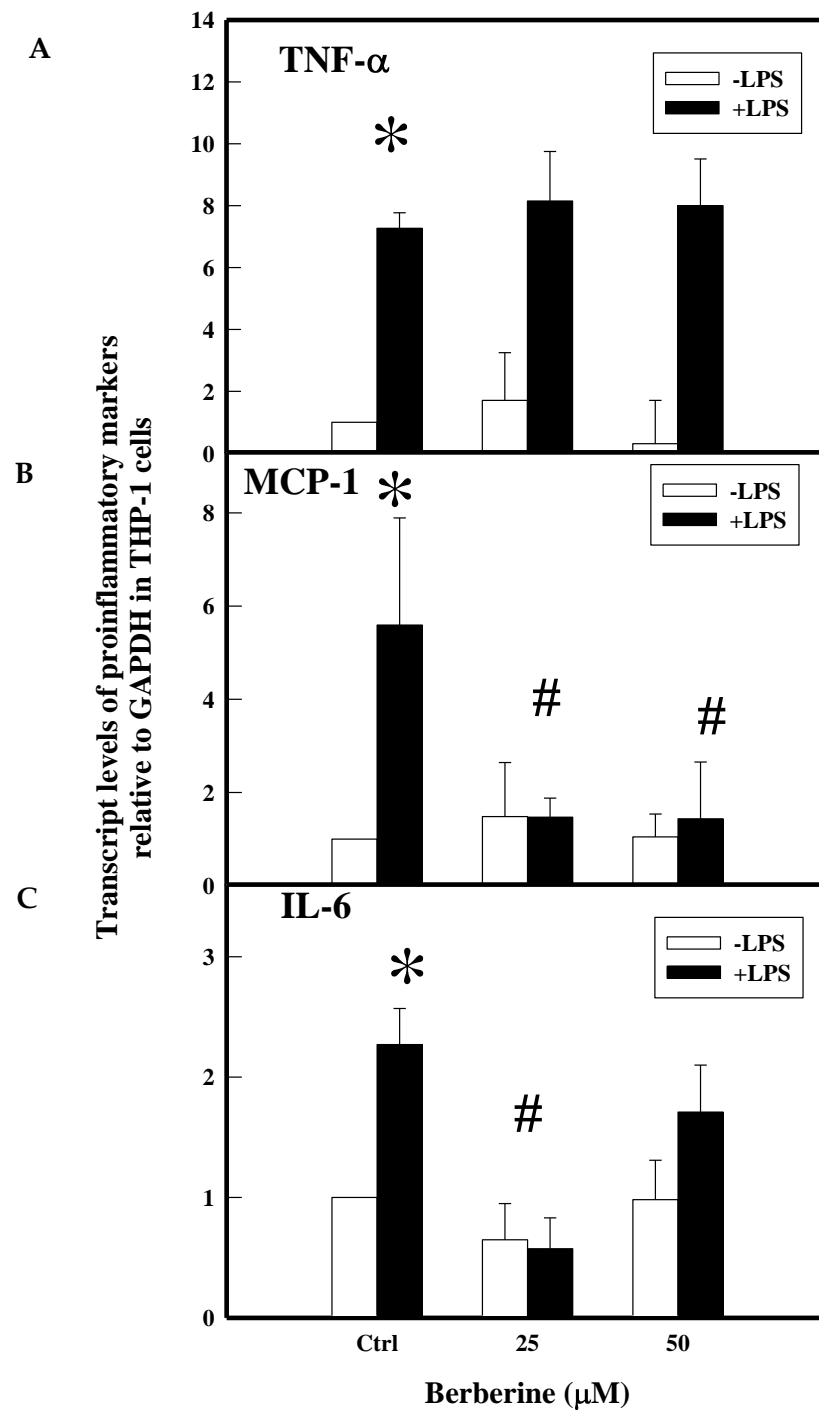 A
TNF-α
-LPS
+LPS
*
14
12
10
8
6
4
2
0
B
MCP-1
-LPS
+LPS
*
#
#
8
6
4
2
0
C
IL-6
-LPS
+LPS
*
#
3
2
1
0
Transcript levels of proinflammatory markers
relative to GAPDH in THP-1 cells
Ctrl 25 50
Berberine (μM)